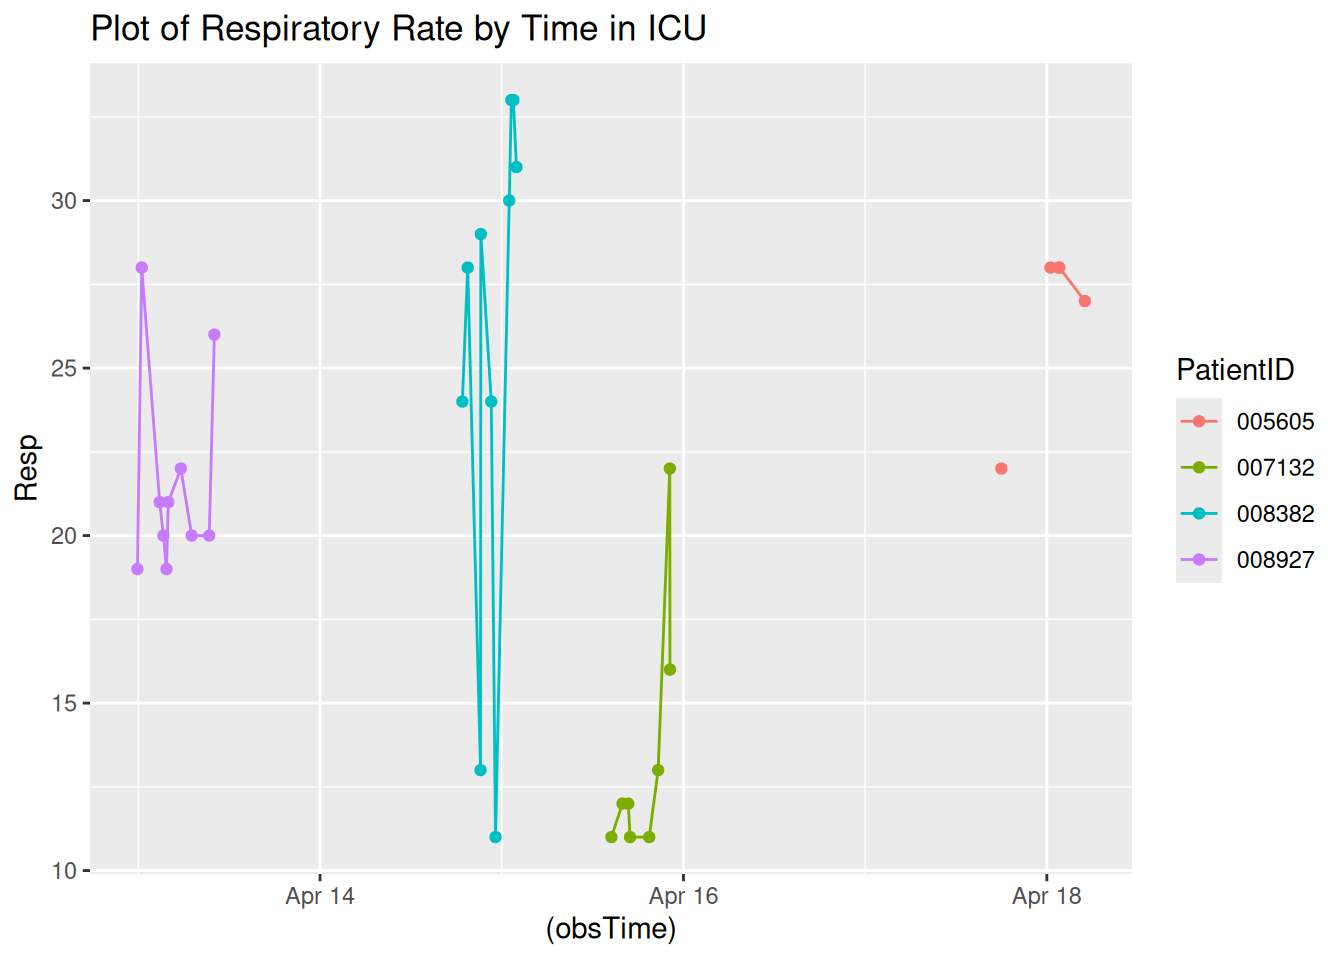 Plot of Respiratory Rate by Time in ICU
Resp
30
25
20
15
10
Apr 14
Apr 16
Apr 18
(obsTime)
PatientID
005605
007132
008382
008927